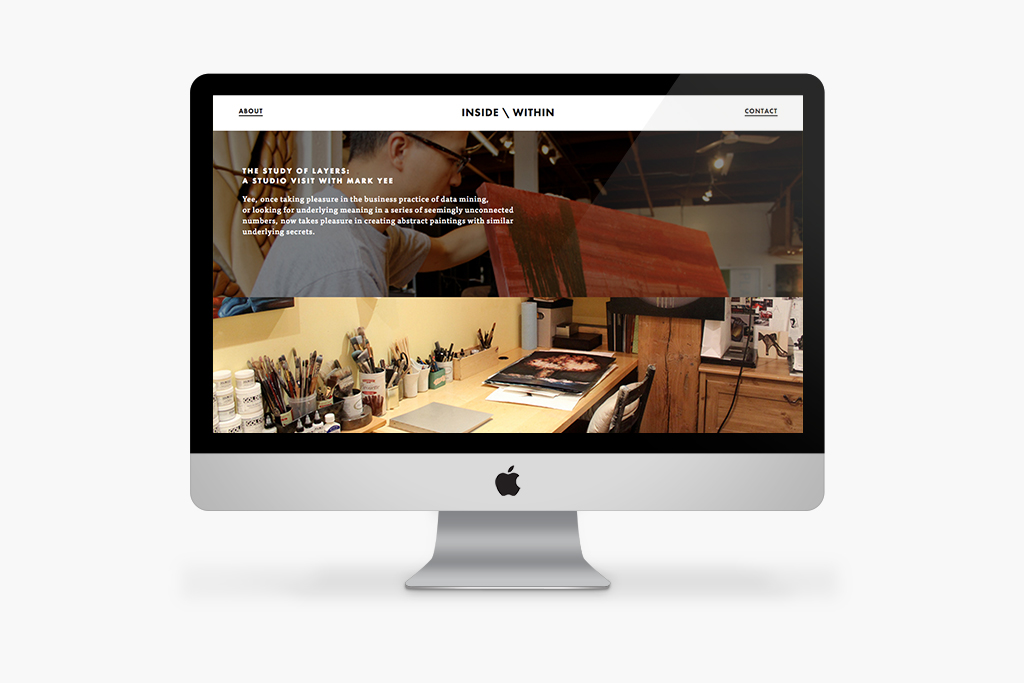 ABOUT
INSIDE \ WITHIN
CONTACT
THE STUDY OF LAYERS:
A STUDIO VISIT WITH MARK YEE
Yee, once taking pleasure in the business practice of data mining,
or looking for underlying meaning in a series of seemingly unconnected
numbers, now takes pleasure in creating abstract paintings with similar
underlying secrets.
GOLDEN